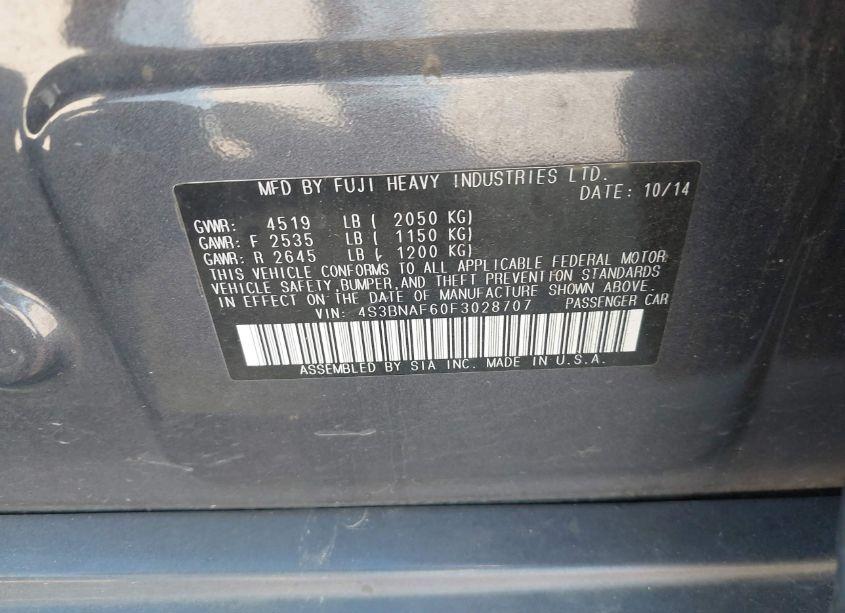 MFD BY FUJI HEAVY INDUSTRIES LTD.
DATE: 10/14
GVWR: 4519 LB ( 2050 KG)
GAWR: F 2535 LB ( 1150 KG)
GAWR: R 2645 LB ( 1200 KG)
THIS VEHICLE CONFORMS TO ALL APPLICABLE FEDERAL MOTOR
VEHICLE SAFETY,BUMPER,AND THEFT PREVENTION STANDARDS
IN EFFECT ON THE DATE OF MANUFACTURE SHOWN ABOVE.
VIN: 4S3BNAF60F3028707 PASSENGER CAR
ASSEMBLED BY SIA INC. MADE IN U.S.A.